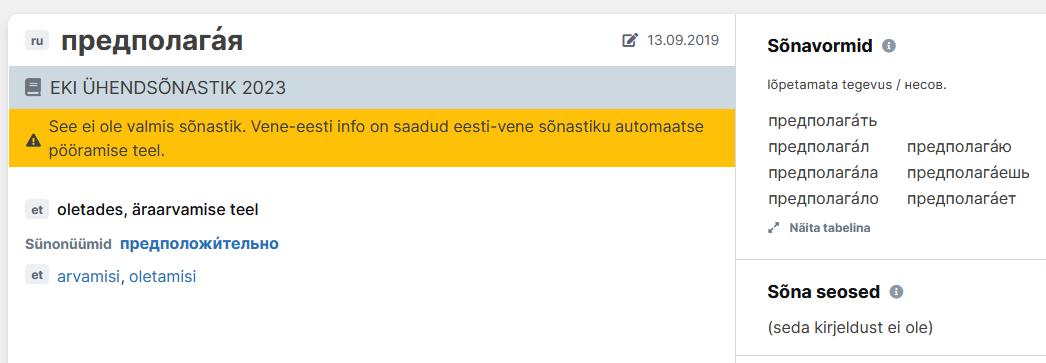 ru предполага́я 13.09.2019
EKI ÜHENDSÕNASTIK 2023
See ei ole valmis sõnastik. Vene-eesti info on saadud eesti-vene sõnastiku automaatse
pööramise teel.
et oletades, äraarvamise teel
Sünonüümid предположи́тельно
et arvamisi, oletamisi
Sõnavormid
lõpetamata tegevus / несов.
предполага́ть
предполага́л предполага́ю
предполага́ла предполага́ешь
предполага́ло предполага́ет
Näita tabelina
Sõna seosed
(seda kirjeldust ei ole)